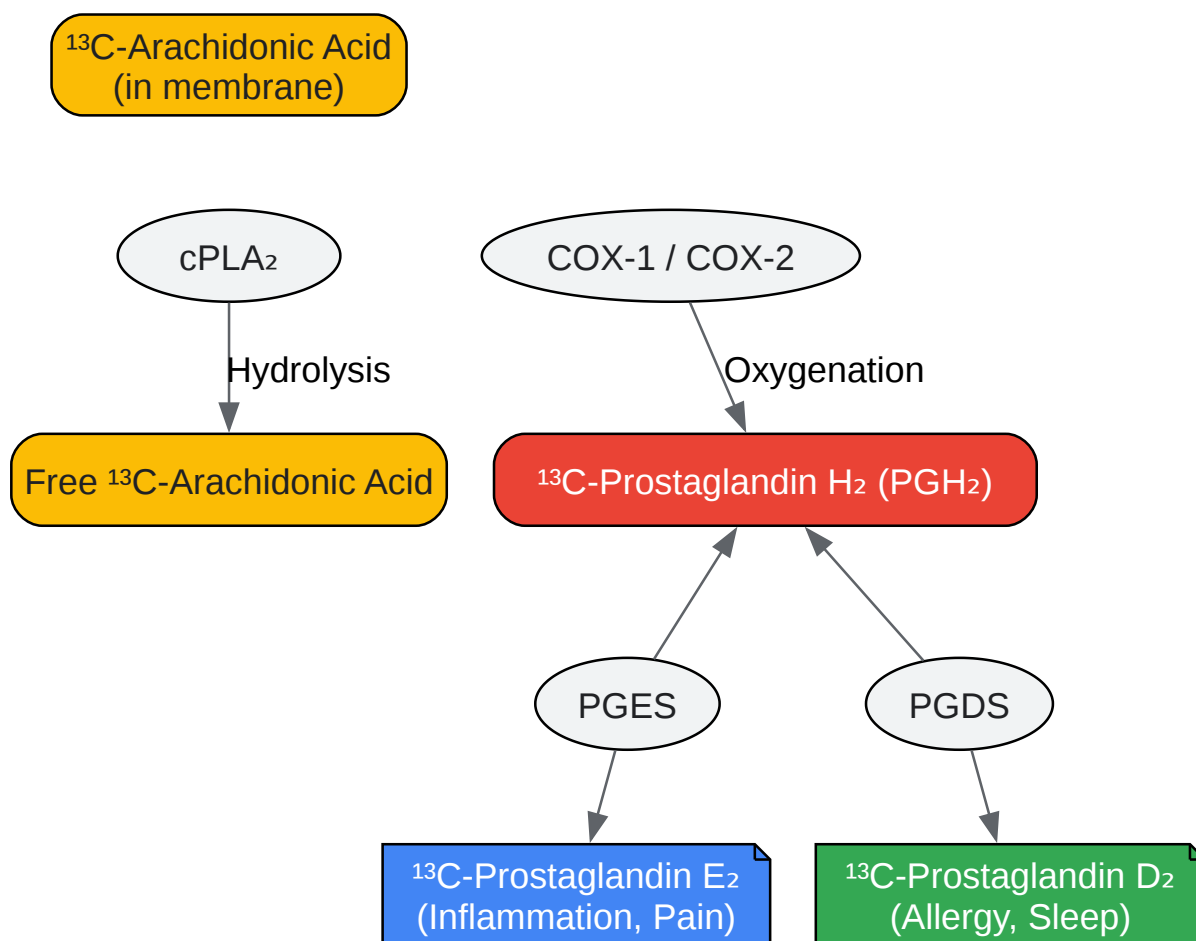 ¹³C-Arachidonic Acid
(in membrane)
cPLA₂
COX-1 / COX-2
Hydrolysis
Oxygenation
Free ¹³C-Arachidonic Acid
¹³C-Prostaglandin H₂ (PGH₂)
PGES
PGDS
¹³C-Prostaglandin E₂
(Inflammation, Pain)
¹³C-Prostaglandin D₂
(Allergy, Sleep)